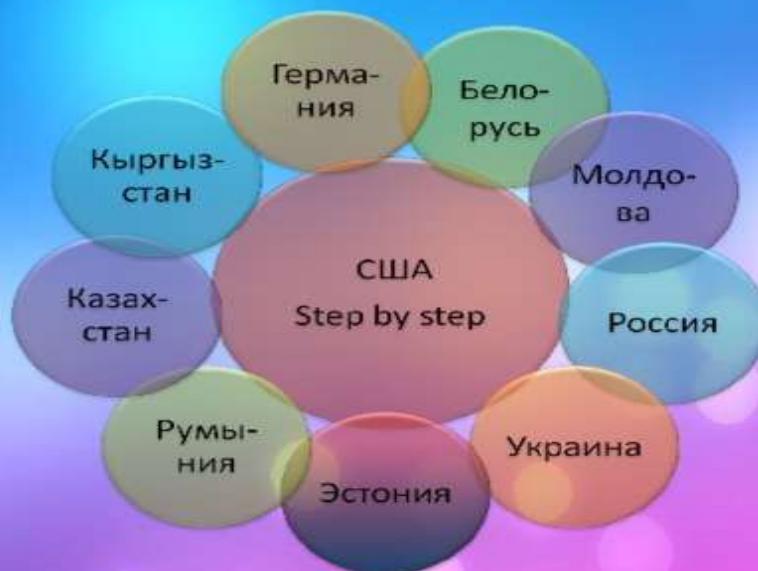 США
Step by step
Герма-
ния
Бело-
русь
Молдо-
ва
Россия
Украина
Эстония
Румы-
ния
Казах-
стан
Кыргыз-
стан